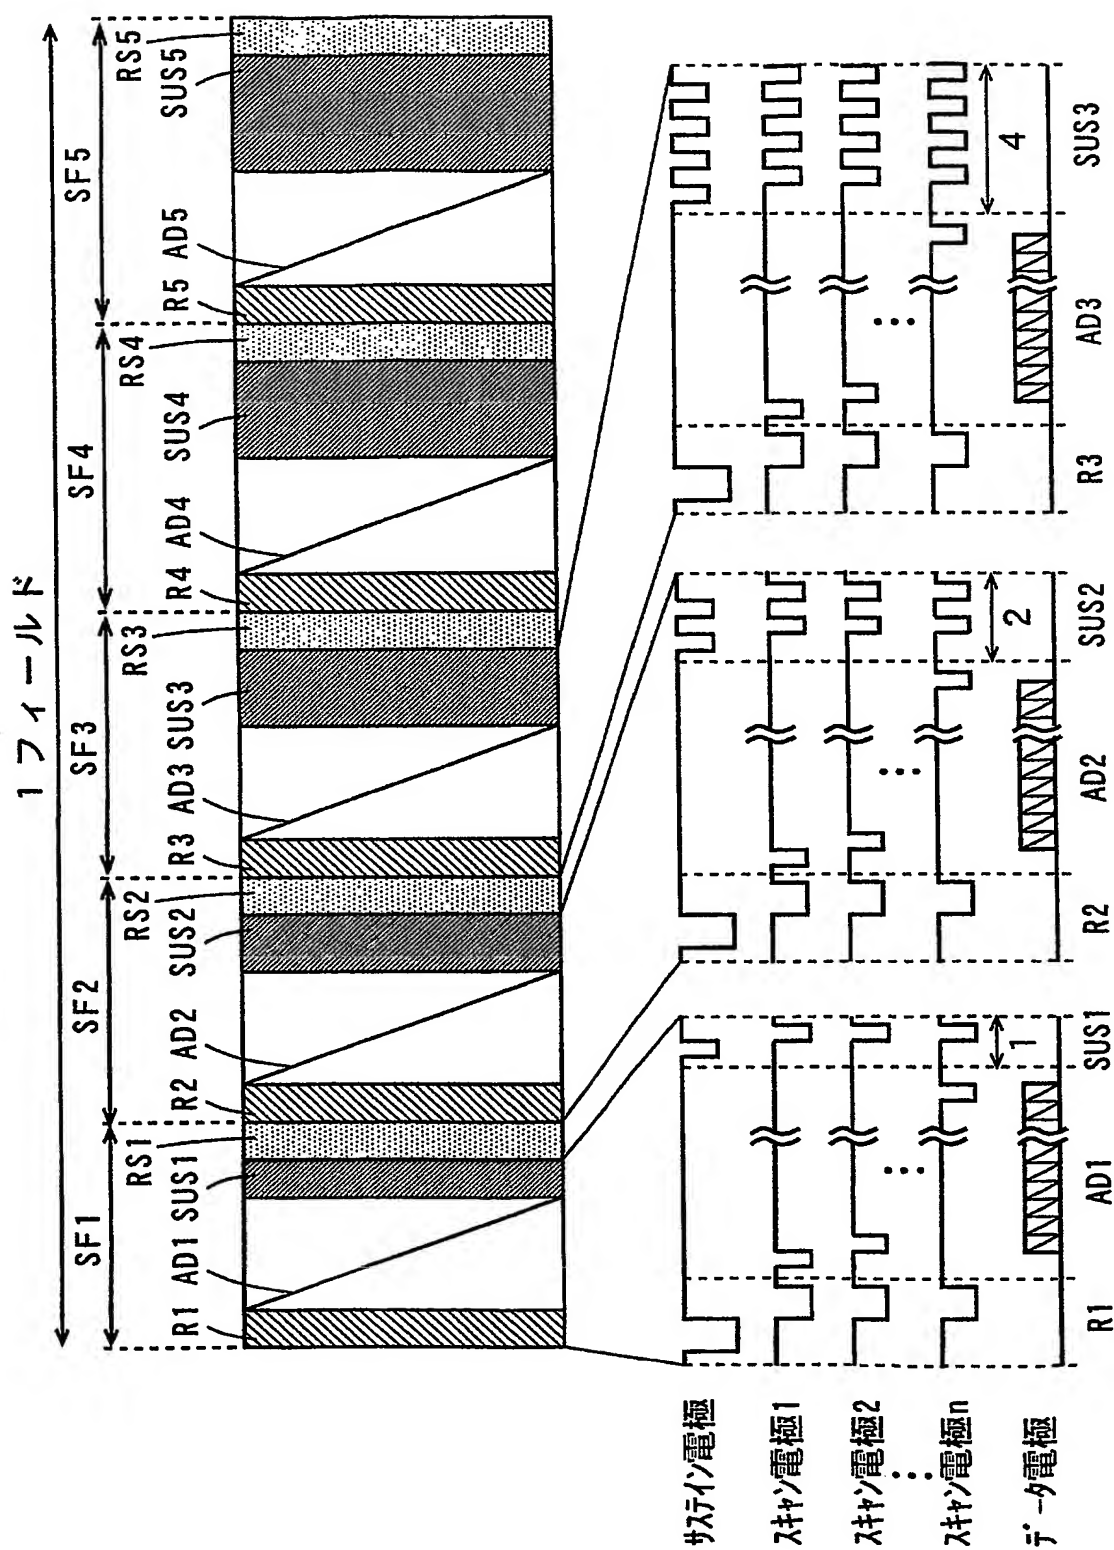 1フィールド
SF1 SF2 SF3 SF4 SF5
R1 AD1 SUS1 RS1 R2 AD2 SUS2 RS2 R3 AD3 SUS3 RS3 R4 AD4 SUS4 RS4 R5 AD5 SUS5 RS5
サステイン電極
スキャン電極1
スキャン電極2
スキャン電極n
データ電極
1 2 4
R1 AD1 SUS1 R2 AD2 SUS2 R3 AD3 SUS3